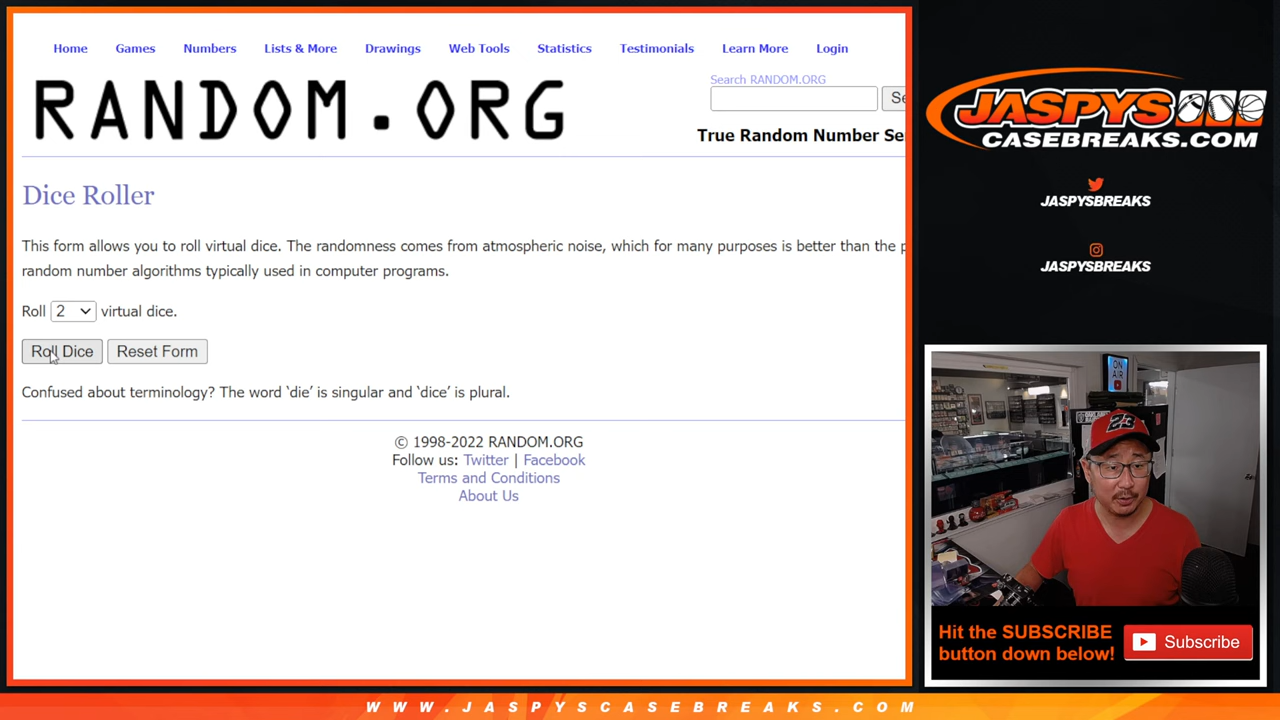 Home Games Numbers Lists & More Drawings Web Tools Statistics Testimonials Learn More Login
RANDOM.ORG
Search RANDOM.ORG
Se
True Random Number Se
Dice Roller
This form allows you to roll virtual dice. The randomness comes from atmospheric noise, which for many purposes is better than the p
random number algorithms typically used in computer programs.
Roll 2 virtual dice.
Roll Dice Reset Form
Confused about terminology? The word ‘die’ is singular and ‘dice’ is plural.
© 1998-2022 RANDOM.ORG
Follow us: Twitter | Facebook
Terms and Conditions
About Us
JASPYS
CASEBREAKS.COM
JASPYSBREAKS
JASPYSBREAKS
ON
AIR
23
Hit the SUBSCRIBE
button down below!
Subscribe
WWW.JASPYSCASEBREAKS.COM